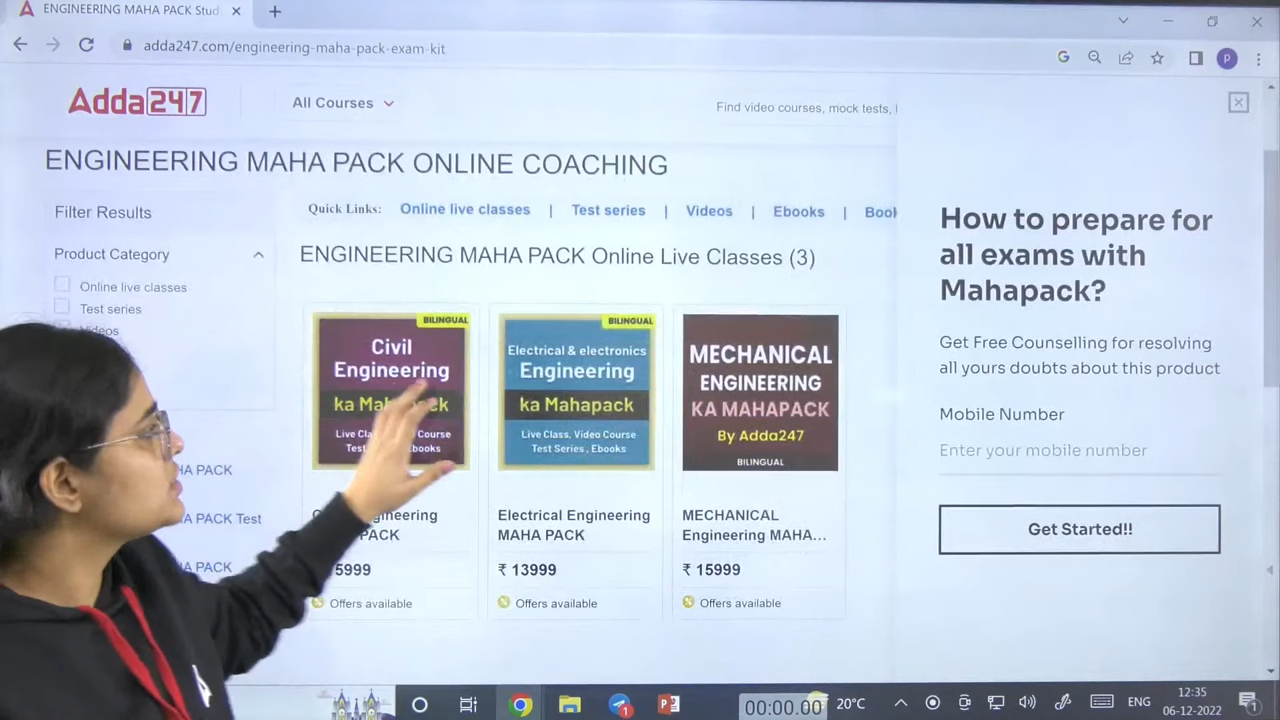 ENGINEERING MAHA PACK Stud
adda247.com/engineering-maha-pack-exam-kit
P
Adda247
All Courses
Find video courses, mock tests,
ENGINEERING MAHA PACK ONLINE COACHING
Filter Results
Quick Links: Online live classes | Test series | Videos | Ebooks |
Product Category
Online live classes
Test series
Videos
ENGINEERING MAHA PACK Online Live Classes (3)
BILINGUAL
Civil
Engineering
ka
Live
Course
Ebooks
BILINGUAL
Electrical & electronics
Engineering
ka Mahapack
Live Class, Video Course
Test Series , Ebooks
MECHANICAL
ENGINEERING
KA MAHAPACK
By Adda247
BILINGUAL
PACK
PACK Test
PACK
PACK
Offers available
Electrical Engineering
MAHA PACK
₹ 13999
Offers available
MECHANICAL
Engineering MAHA...
₹ 15999
Offers available
How to prepare for
all exams with
Mahapack?
Get Free Counselling for resolving
all yours doubts about this product
Mobile Number
Enter your mobile number
Get Started!!
1
00:00.00
20°C
ENG
12:35
06-12-2022
1